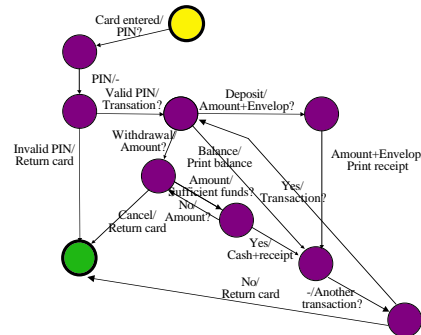 Card entered/
PIN?
PIN/-
Valid PIN/
Transation?
Deposit/
Amount+Envelop?
Withdrawal/
Amount?
Invalid PIN/
Return card
Balance/
Print balance
Amount+Envelop
Print receipt
Amount/
Sufficient funds?
Yes/
Transaction?
No/
Amount?
Cancel/
Return card
Yes/
Cash+receipt
No/
Return card
-/Another
transaction?